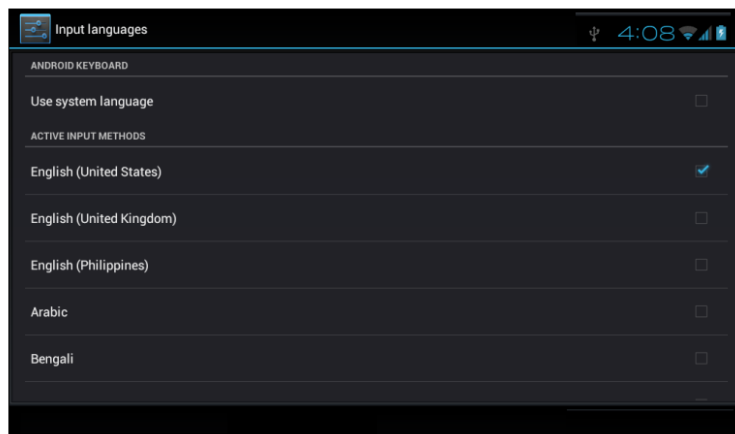 Input languages
4:08
ANDROID KEYBOARD
Use system language
ACTIVE INPUT METHODS
English (United States)
English (United Kingdom)
English (Philippines)
Arabic
Bengali